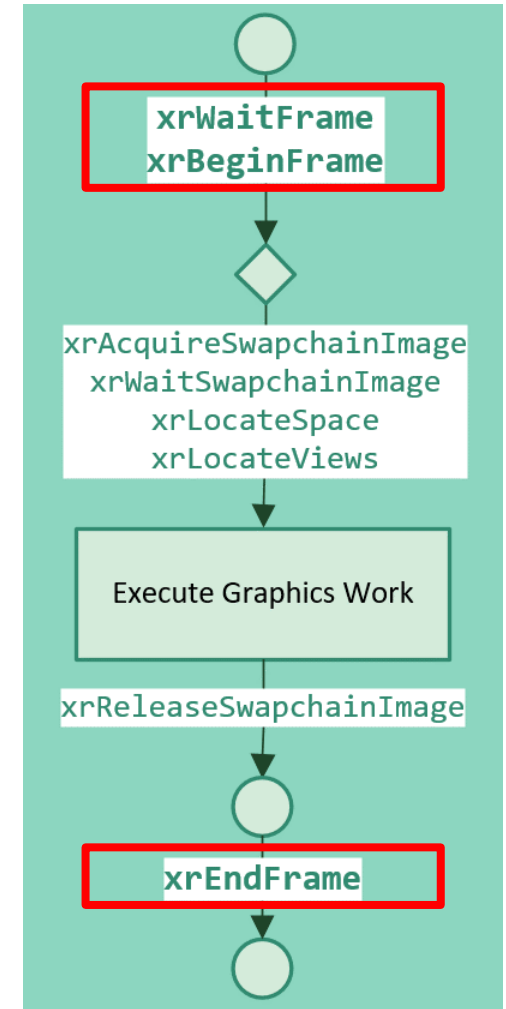 xrWaitFrame
xrBeginFrame
xrAcquireSwapchainImage
xrWaitSwapchainImage
xrLocateSpace
xrLocateViews
Execute Graphics Work
xrReleaseSwapchainImage
xrEndFrame